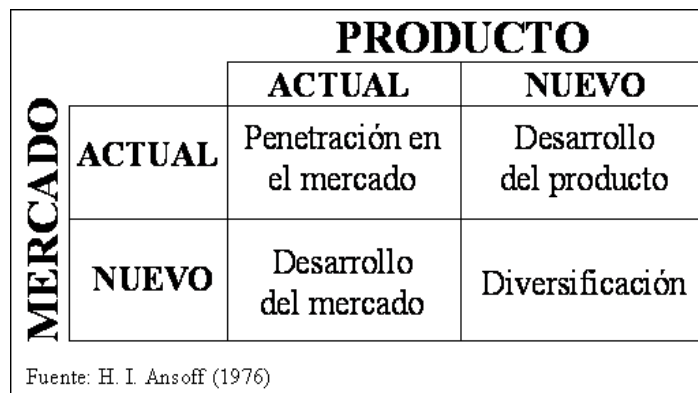 PRODUCTO
ACTUAL NUEVO
MERCADO
ACTUAL
Penetración en
el mercado
Desarrollo
del producto
NUEVO
Desarrollo
del mercado
Diversificación
Fuente: H. I. Ansoff (1976)